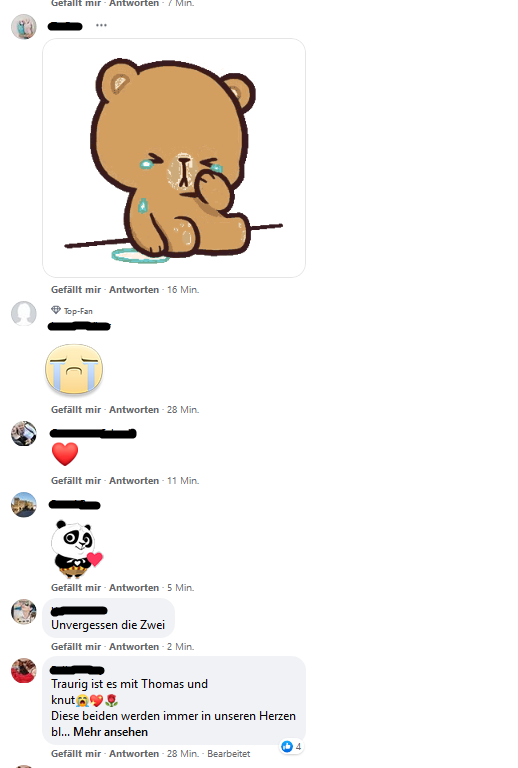 Gefällt mir · Antworten · 7 Min.
Gefällt mir · Antworten · 16 Min.
Top-Fan
Gefällt mir · Antworten · 28 Min.
Gefällt mir · Antworten · 11 Min.
Gefällt mir · Antworten · 5 Min.
Unvergessen die Zwei
Gefällt mir · Antworten · 2 Min.
Traurig ist es mit Thomas und
knut😭💖🌹
Diese beiden werden immer in unseren Herzen
bl... Mehr ansehen
4
Gefällt mir · Antworten · 28 Min. · Bearbeitet